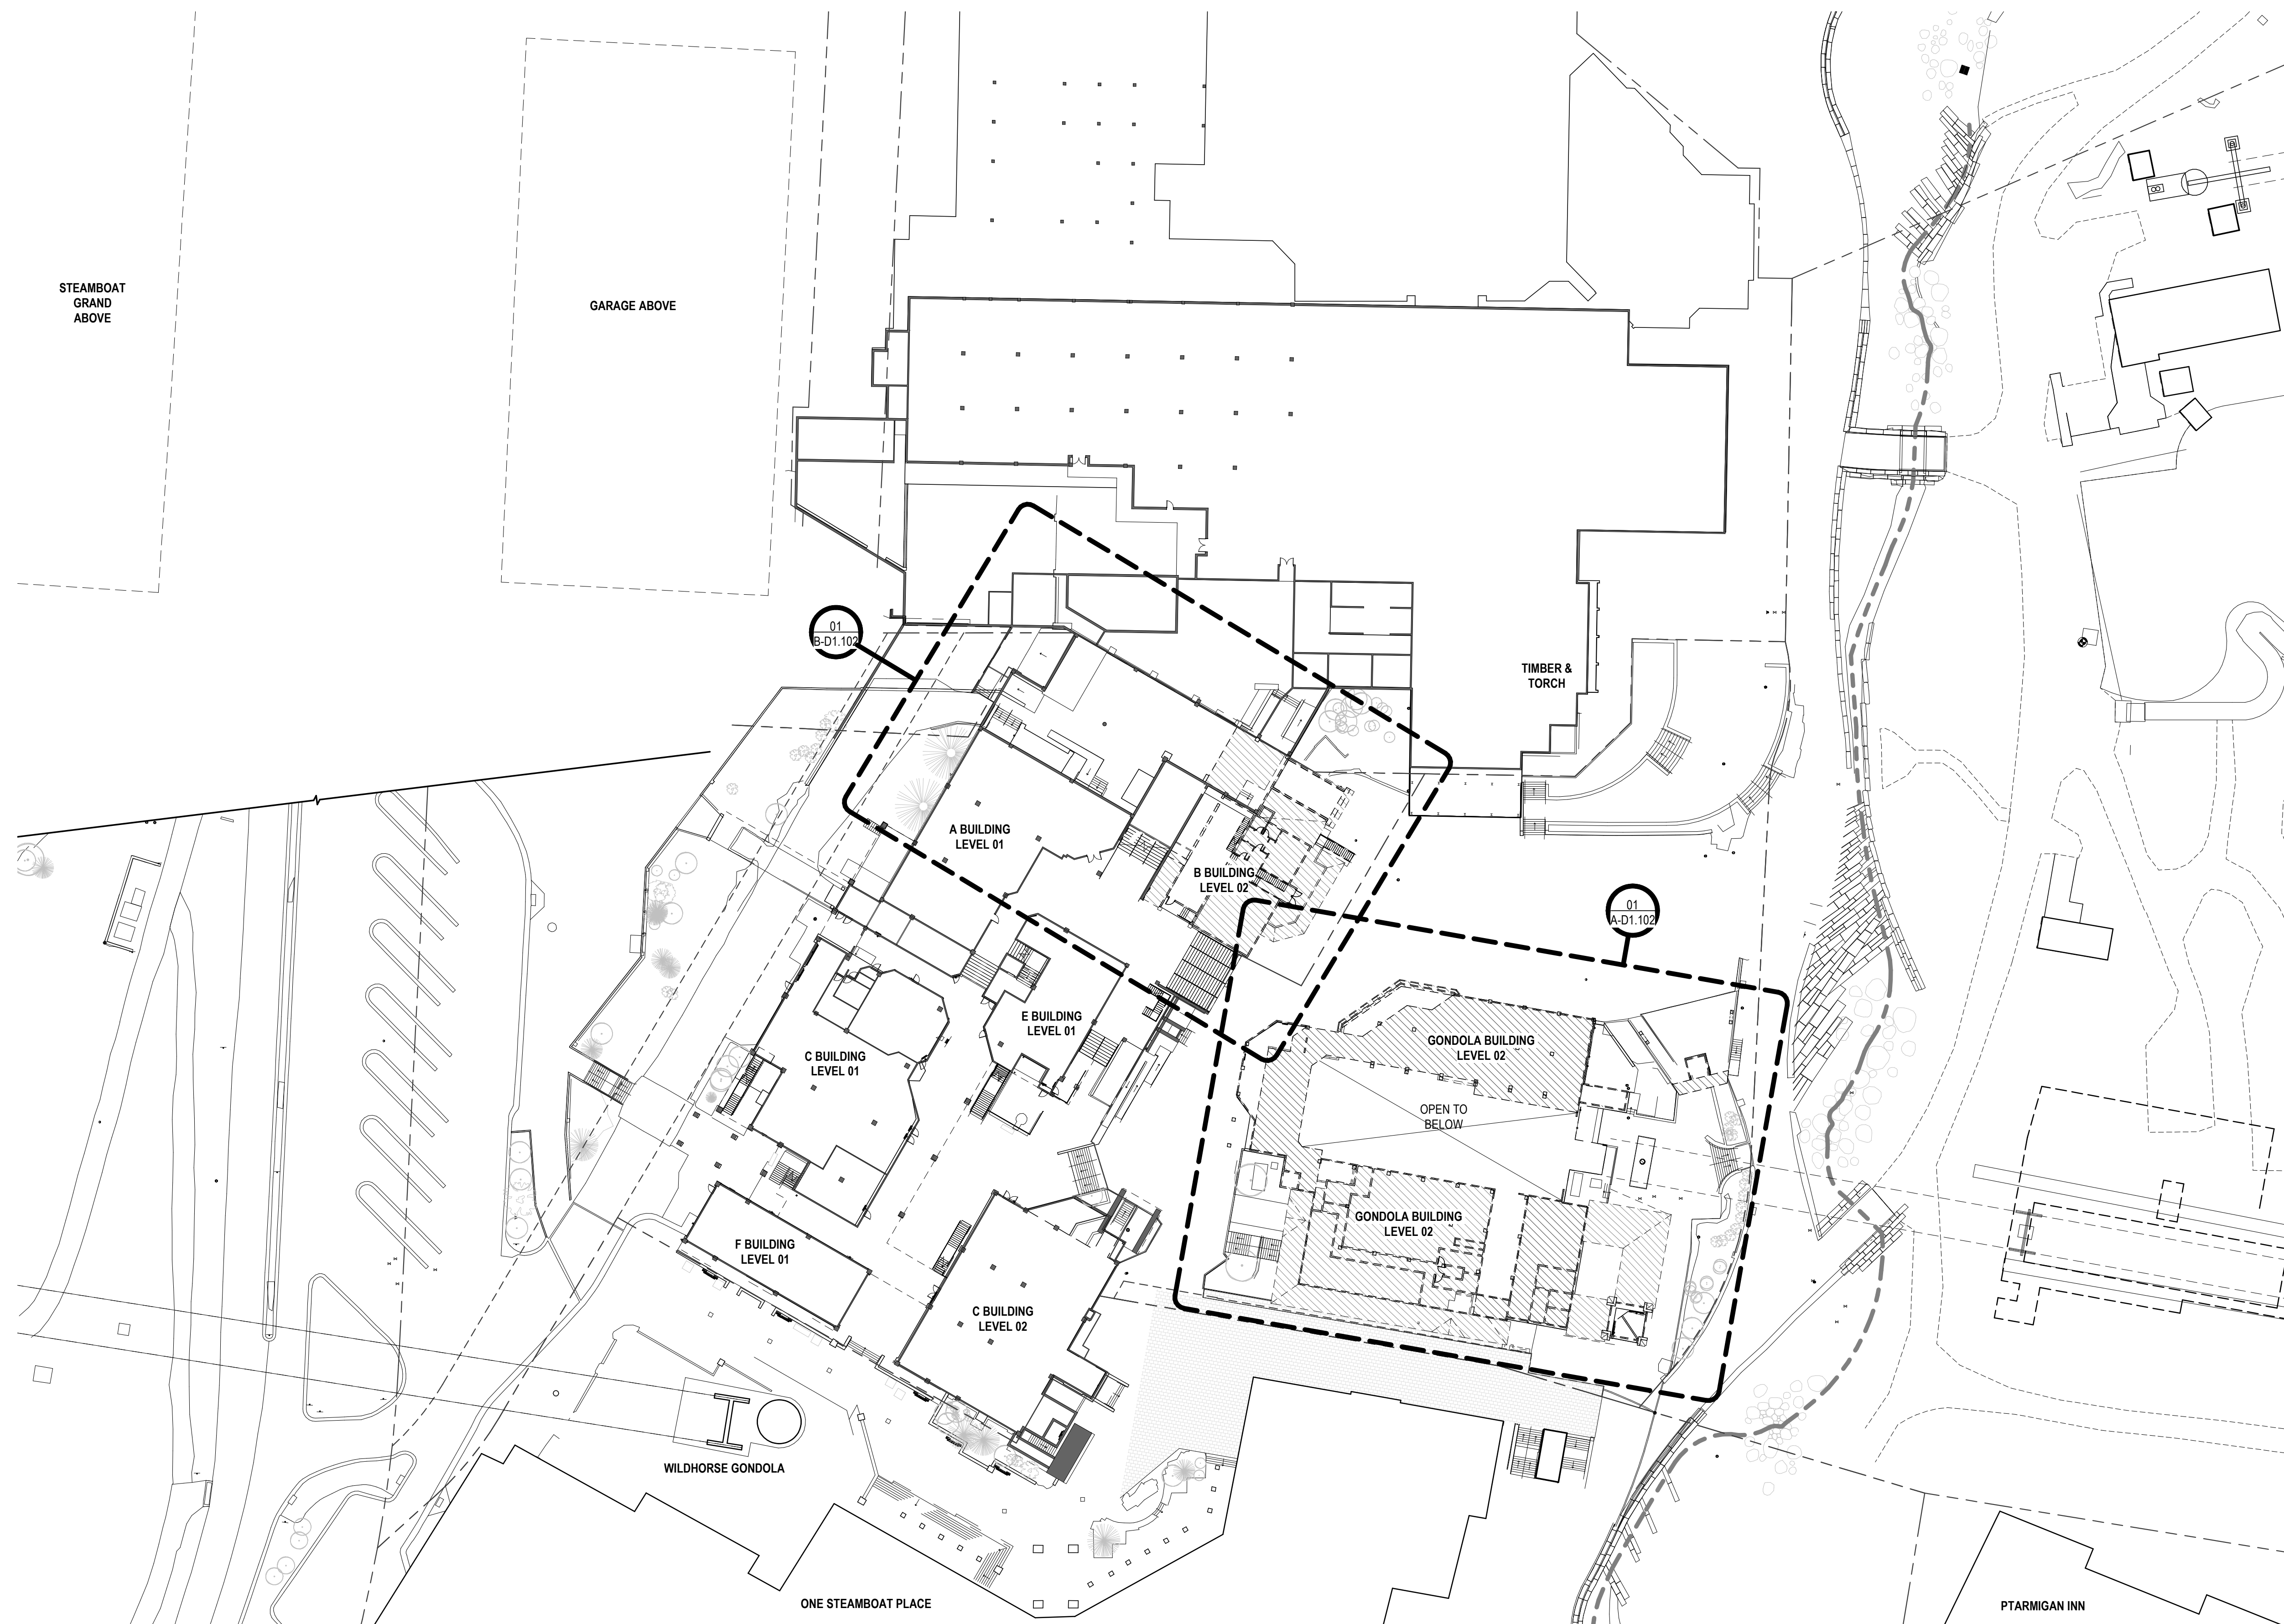 STEAMBOAT
GRAND
ABOVE
GARAGE ABOVE
01
B-D1.102
TIMBER &
TORCH
A BUILDING
LEVEL 01
B BUILDING
LEVEL 02
01
A-D1.102
E BUILDING
LEVEL 01
C BUILDING
LEVEL 01
GONDOLA BUILDING
LEVEL 02
OPEN TO
BELOW
GONDOLA BUILDING
LEVEL 02
F BUILDING
LEVEL 01
C BUILDING
LEVEL 02
WILDHORSE GONDOLA
ONE STEAMBOAT PLACE
PTARMIGAN INN